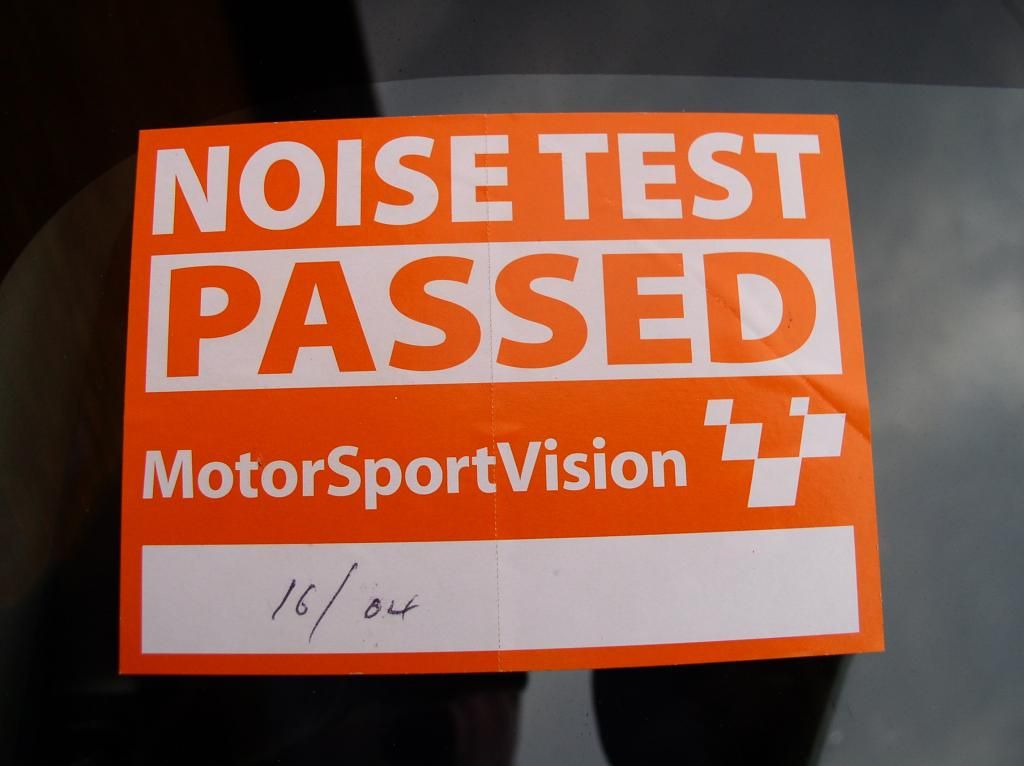 NOISE TEST
PASSED
MotorSportVision
16/04